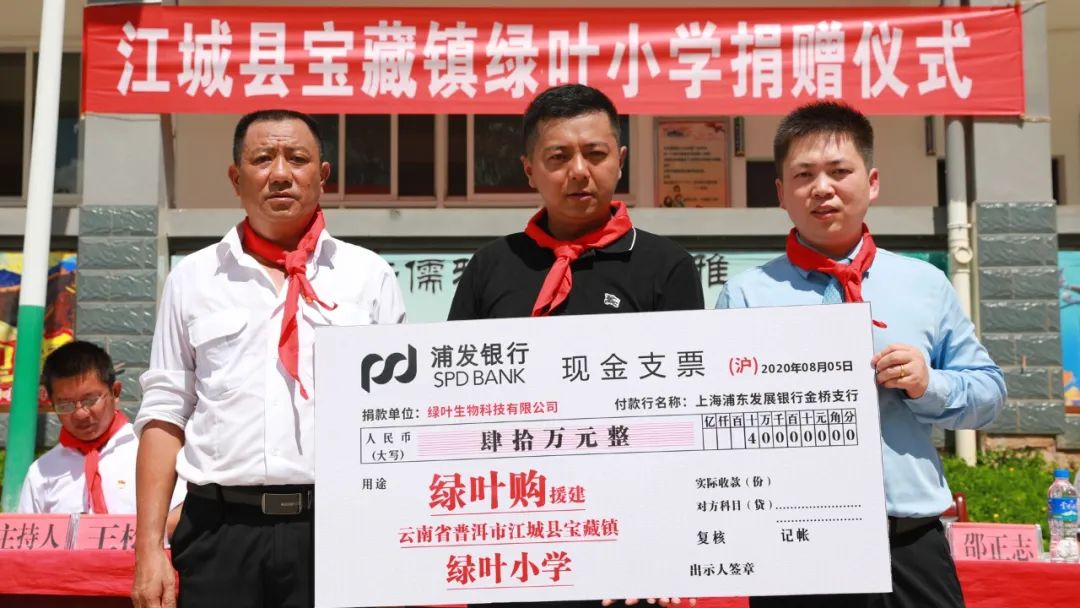 江城县宝藏镇绿叶小学捐赠仪式
儒 雅
浦发银行
SPD BANK
现金支票 (沪) 2020年08月05日
捐款单位：绿叶生物科技有限公司 付款行名称：上海浦东发展银行金桥支行
人民币
(大写)
肆拾万元整
亿仟百十万千百十元角分
40000000
用途
绿叶购援建
云南省普洱市江城县宝藏镇
绿叶小学
实际收款（份）
对方科目（贷）
复核 记帐
出示人签章
主持人
王
邵正志